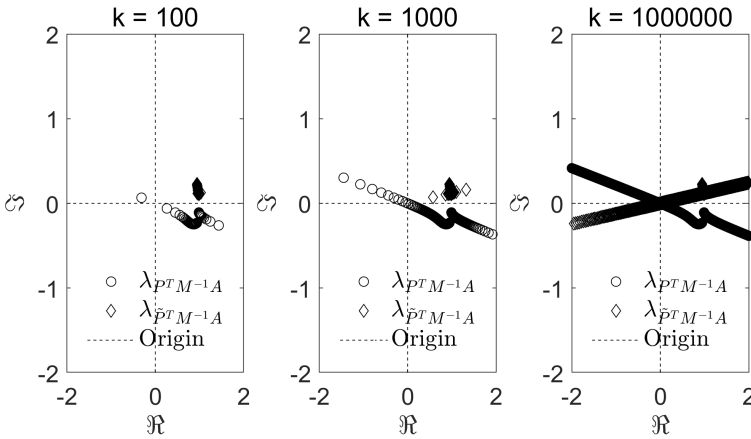 k = 100
2
1
0
-1
-2
-2
0
2
ℑ
ℜ
λ_{P^T M^{-1} A}
λ_{P̃^T M^{-1} A}
Origin
k = 1000
2
1
0
-1
-2
-2
0
2
ℑ
ℜ
λ_{P^T M^{-1} A}
λ_{P̃^T M^{-1} A}
Origin
k = 1000000
2
1
0
-1
-2
-2
0
2
ℑ
ℜ
λ_{P^T M^{-1} A}
λ_{P̃^T M^{-1} A}
Origin